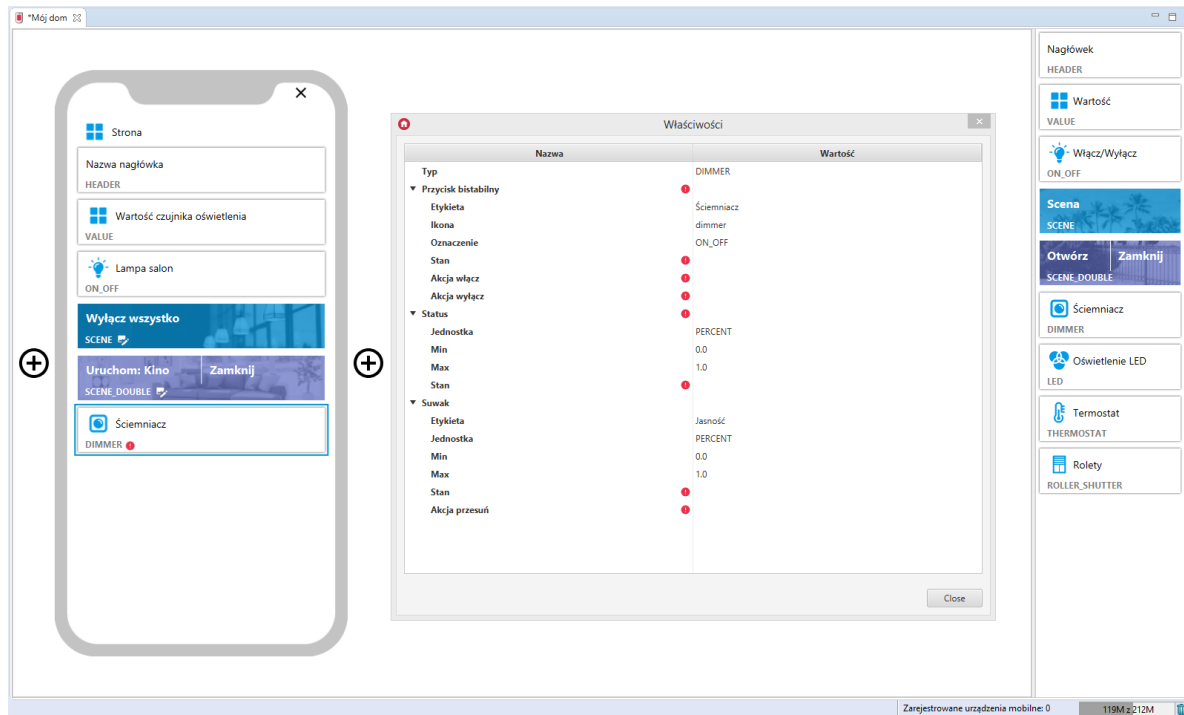 *Mój dom
Strona
Nazwa nagłówka
HEADER
Wartość czujnika oświetlenia
VALUE
Lampa salon
ON_OFF
Wyłącz wszystko
SCENE
Uruchom: Kino Zamknij
SCENE_DOUBLE
Ściemniacz
DIMMER
Właściwości
Nazwa Wartość
Typ DIMMER
Przycisk bistabilny
Etykieta Ściemniacz
Ikona dimmer
Oznaczenie ON_OFF
Stan
Akcja włącz
Akcja wyłącz
Status
Jednostka PERCENT
Min 0.0
Max 1.0
Stan
Suwak
Etykieta Jasność
Jednostka PERCENT
Min 0.0
Max 1.0
Stan
Akcja przesuń
Close
Nagłówek
HEADER
Wartość
VALUE
Włącz/Wyłącz
ON_OFF
Scena
SCENE
Otwórz Zamknij
SCENE_DOUBLE
Ściemniacz
DIMMER
Oświetlenie LED
LED
Termostat
THERMOSTAT
Rolety
ROLLER_SHUTTER
Zarejestrowane urządzenia mobilne: 0 119M z 212M